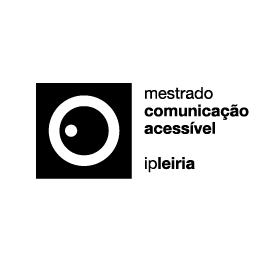 mestrado
comunicação
acessível
ipleiria